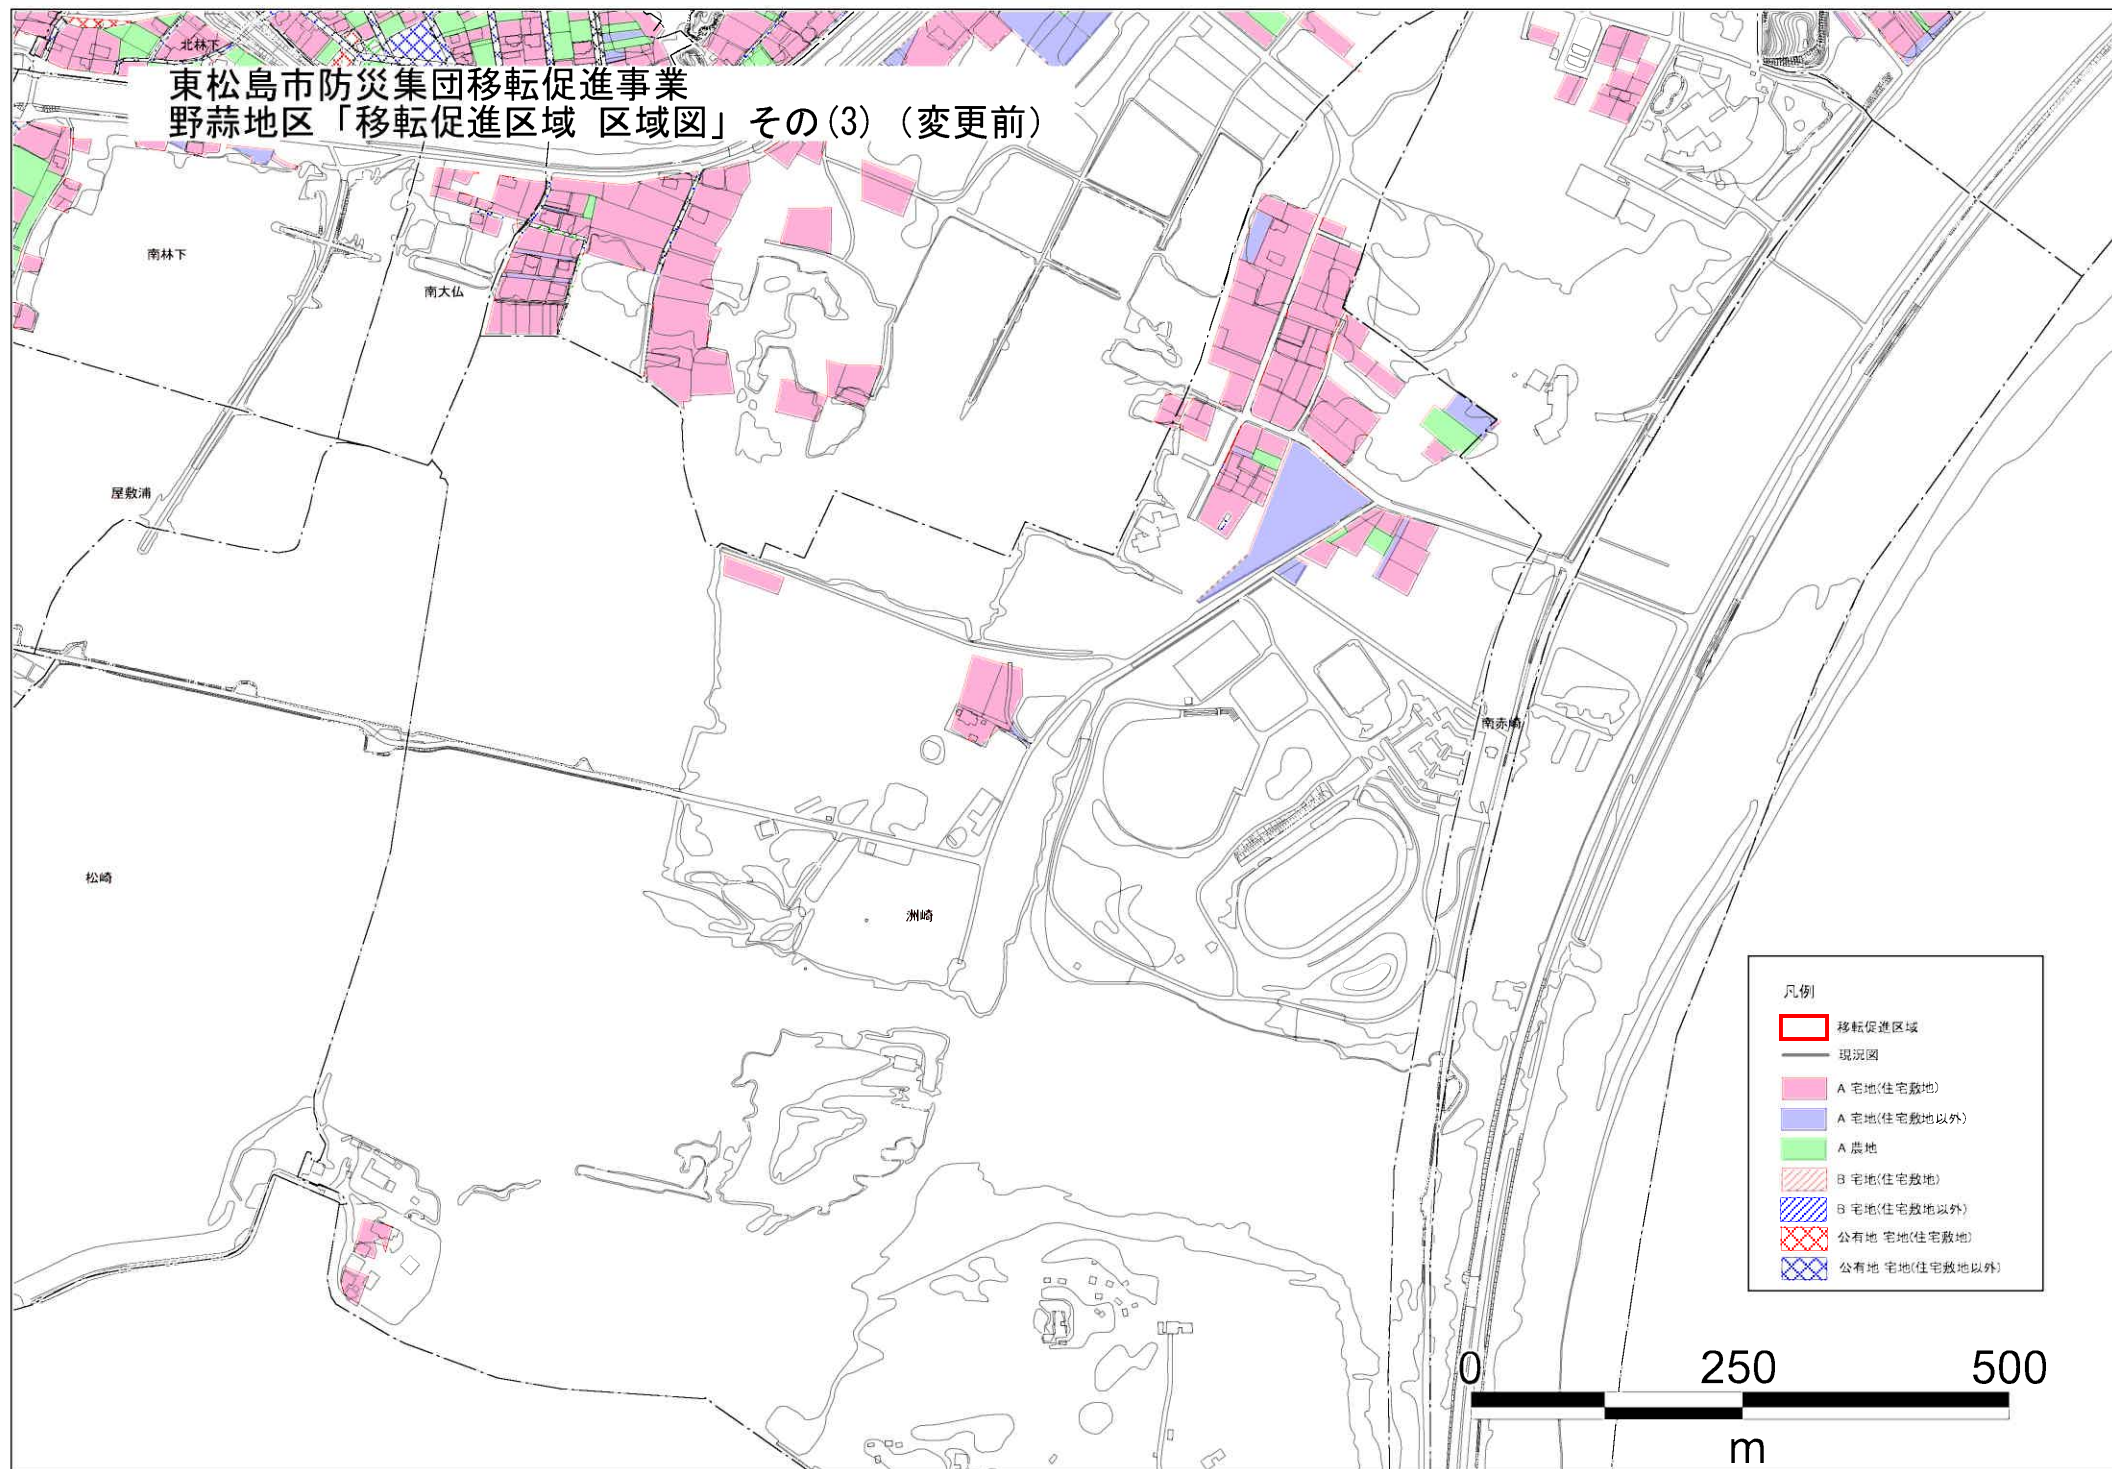 北林下
東松島市防災集団移転促進事業
野蒜地区「移転促進区域 区域図」その(3)（変更前）
南林下
南大仏
屋敷浦
南赤崎
松崎
洲崎
凡例
移転促進区域
現況図
A 宅地(住宅敷地)
A 宅地(住宅敷地以外)
A 農地
B 宅地(住宅敷地)
B 宅地(住宅敷地以外)
公有地 宅地(住宅敷地)
公有地 宅地(住宅敷地以外)
0 250 500
m